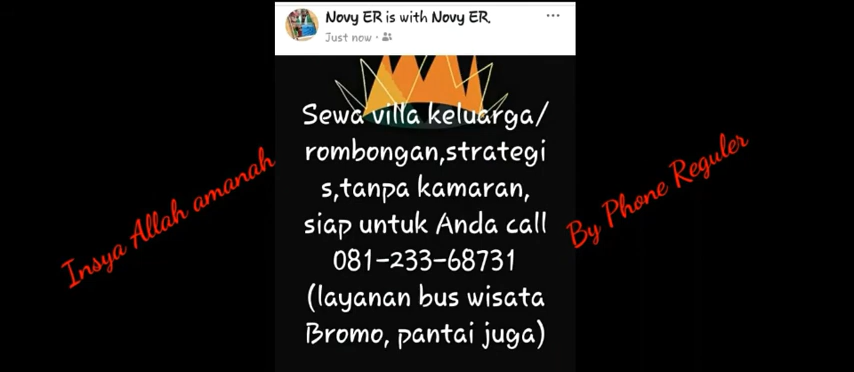 Novy ER is with Novy ER.
Just now
Sewa villa keluarga/
rombongan,strategi
s,tanpa kamaran,
siap untuk Anda call
081-233-68731
(layanan bus wisata
Bromo, pantai juga)
Insya Allah amanah
By Phone Reguler